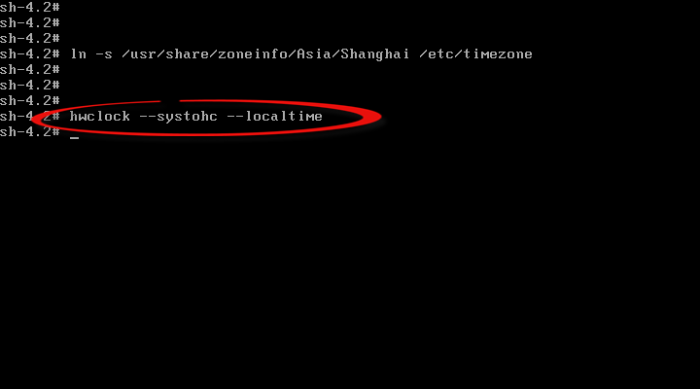 sh-4.2#
sh-4.2#
sh-4.2#
sh-4.2# ln -s /usr/share/zoneinfo/Asia/Shanghai /etc/timezone
sh-4.2#
sh-4.2#
sh-4.2#
sh-4.2# hwclock --systohc --localtime
sh-4.2# _